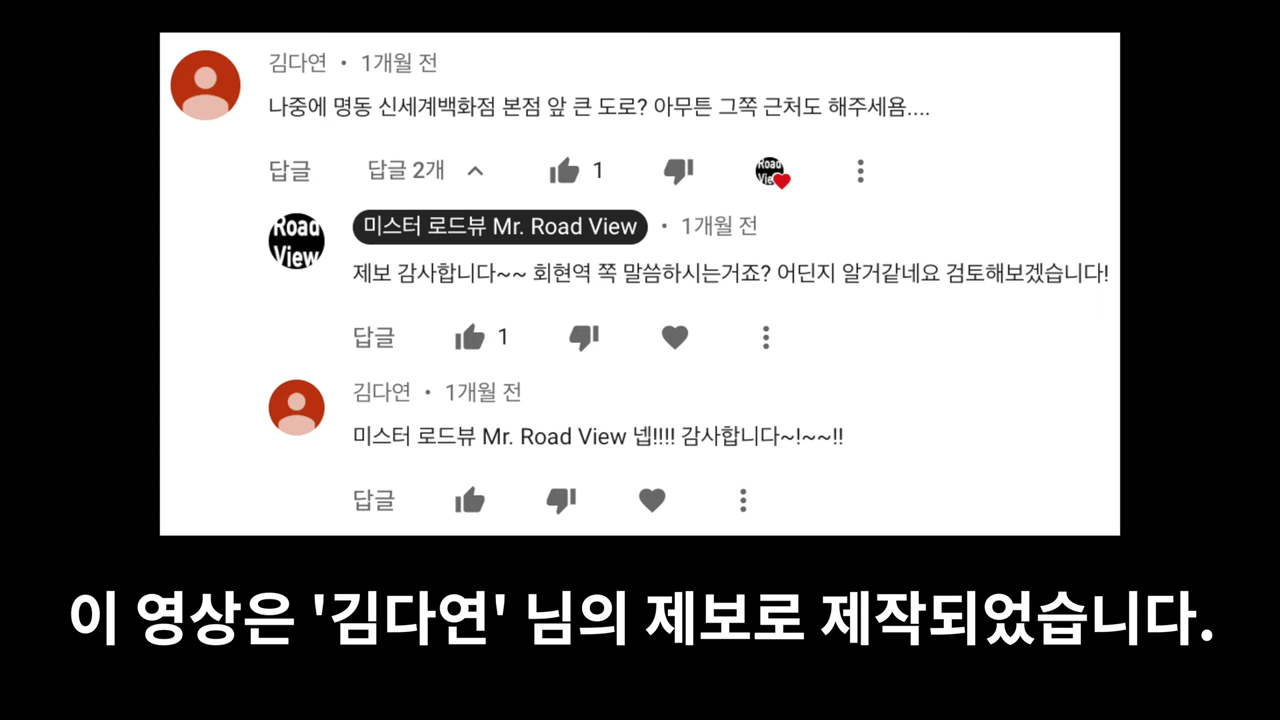 김다연 • 1개월 전
나중에 명동 신세계백화점 본점 앞 큰 도로? 아무튼 그쪽 근처도 해주세욤....
답글 답글 2개 1 Road View
Road View 미스터 로드뷰 Mr. Road View • 1개월 전
제보 감사합니다~~ 회현역 쪽 말씀하시는거죠? 어딘지 알거같네요 검토해보겠습니다!
답글 1
김다연 • 1개월 전
미스터 로드뷰 Mr. Road View 넵!!!! 감사합니다~!~~!!
답글
이 영상은 '김다연' 님의 제보로 제작되었습니다.